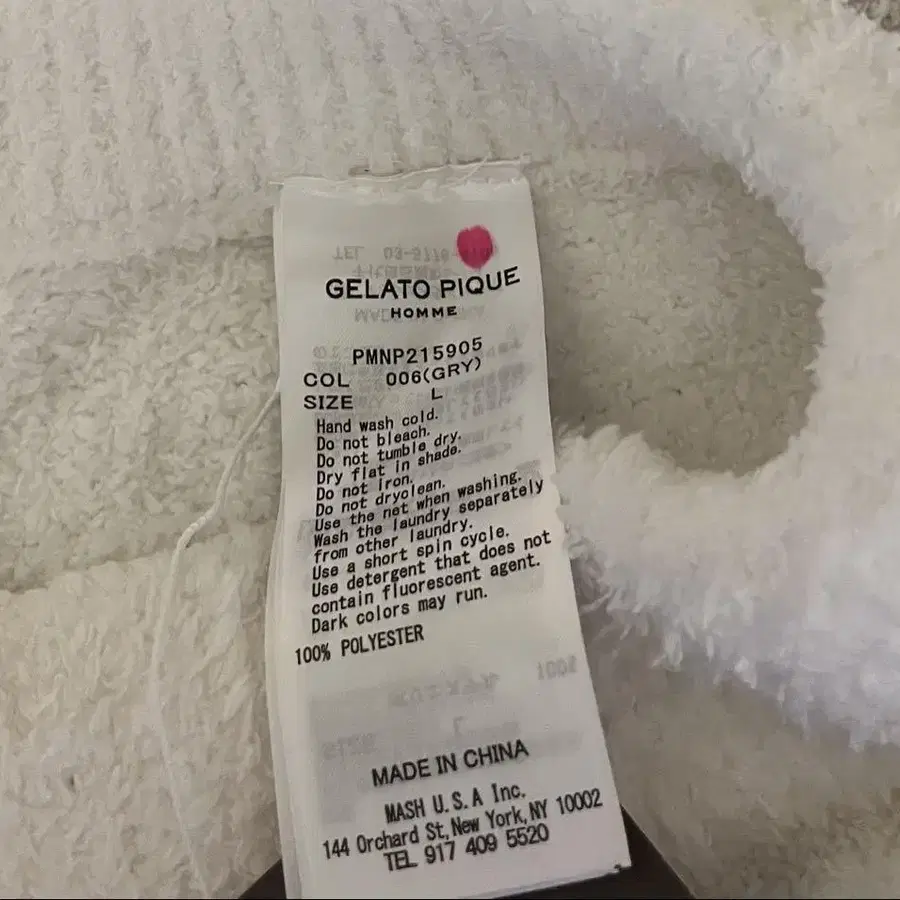 GELATO PIQUE
HOMME
PMNP215905
COL 006(GRY)
SIZE L
Hand wash cold.
Do not bleach.
Do not tumble dry.
Dry flat in shade.
Do not iron.
Do not dryclean.
Use the net when washing.
Wash the laundry separately
from other laundry.
Use a short spin cycle.
Use detergent that does not
contain fluorescent agent.
Dark colors may run.
100% POLYESTER
MADE IN CHINA
MASH U.S.A Inc.
144 Orchard St, New York, NY 10002
TEL 917 409 5520